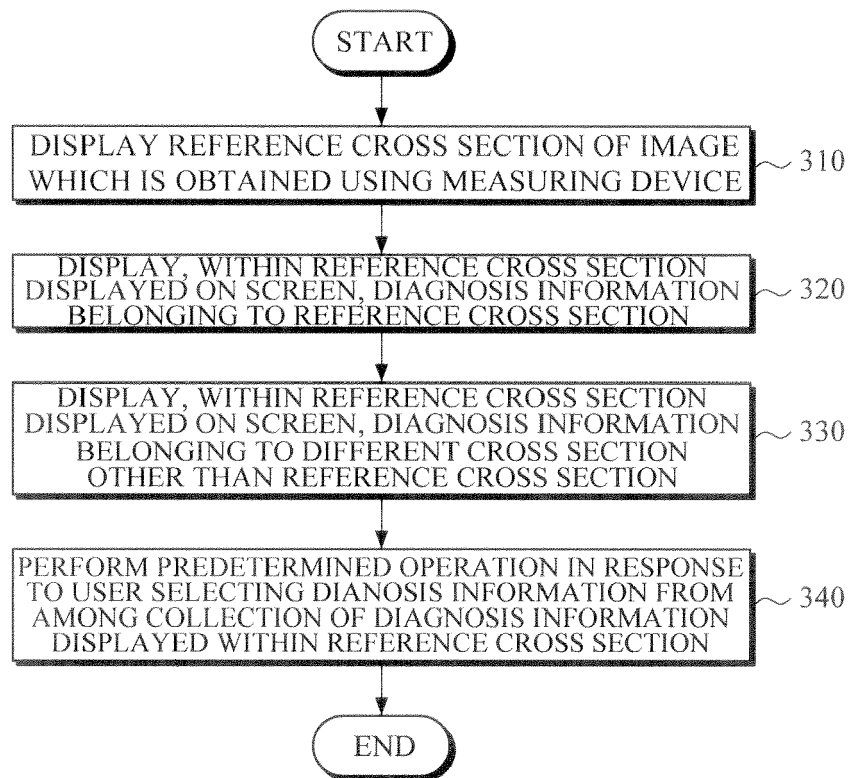 START
DISPLAY REFERENCE CROSS SECTION OF IMAGE
WHICH IS OBTAINED USING MEASURING DEVICE
310
DISPLAY, WITHIN REFERENCE CROSS SECTION
DISPLAYED ON SCREEN, DIAGNOSIS INFORMATION
BELONGING TO REFERENCE CROSS SECTION
320
DISPLAY, WITHIN REFERENCE CROSS SECTION
DISPLAYED ON SCREEN, DIAGNOSIS INFORMATION
BELONGING TO DIFFERENT CROSS SECTION
OTHER THAN REFERENCE CROSS SECTION
330
PERFORM PREDETERMINED OPERATION IN RESPONSE
TO USER SELECTING DIANOSIS INFORMATION FROM
AMONG COLLECTION OF DIAGNOSIS INFORMATION
DISPLAYED WITHIN REFERENCE CROSS SECTION
340
END